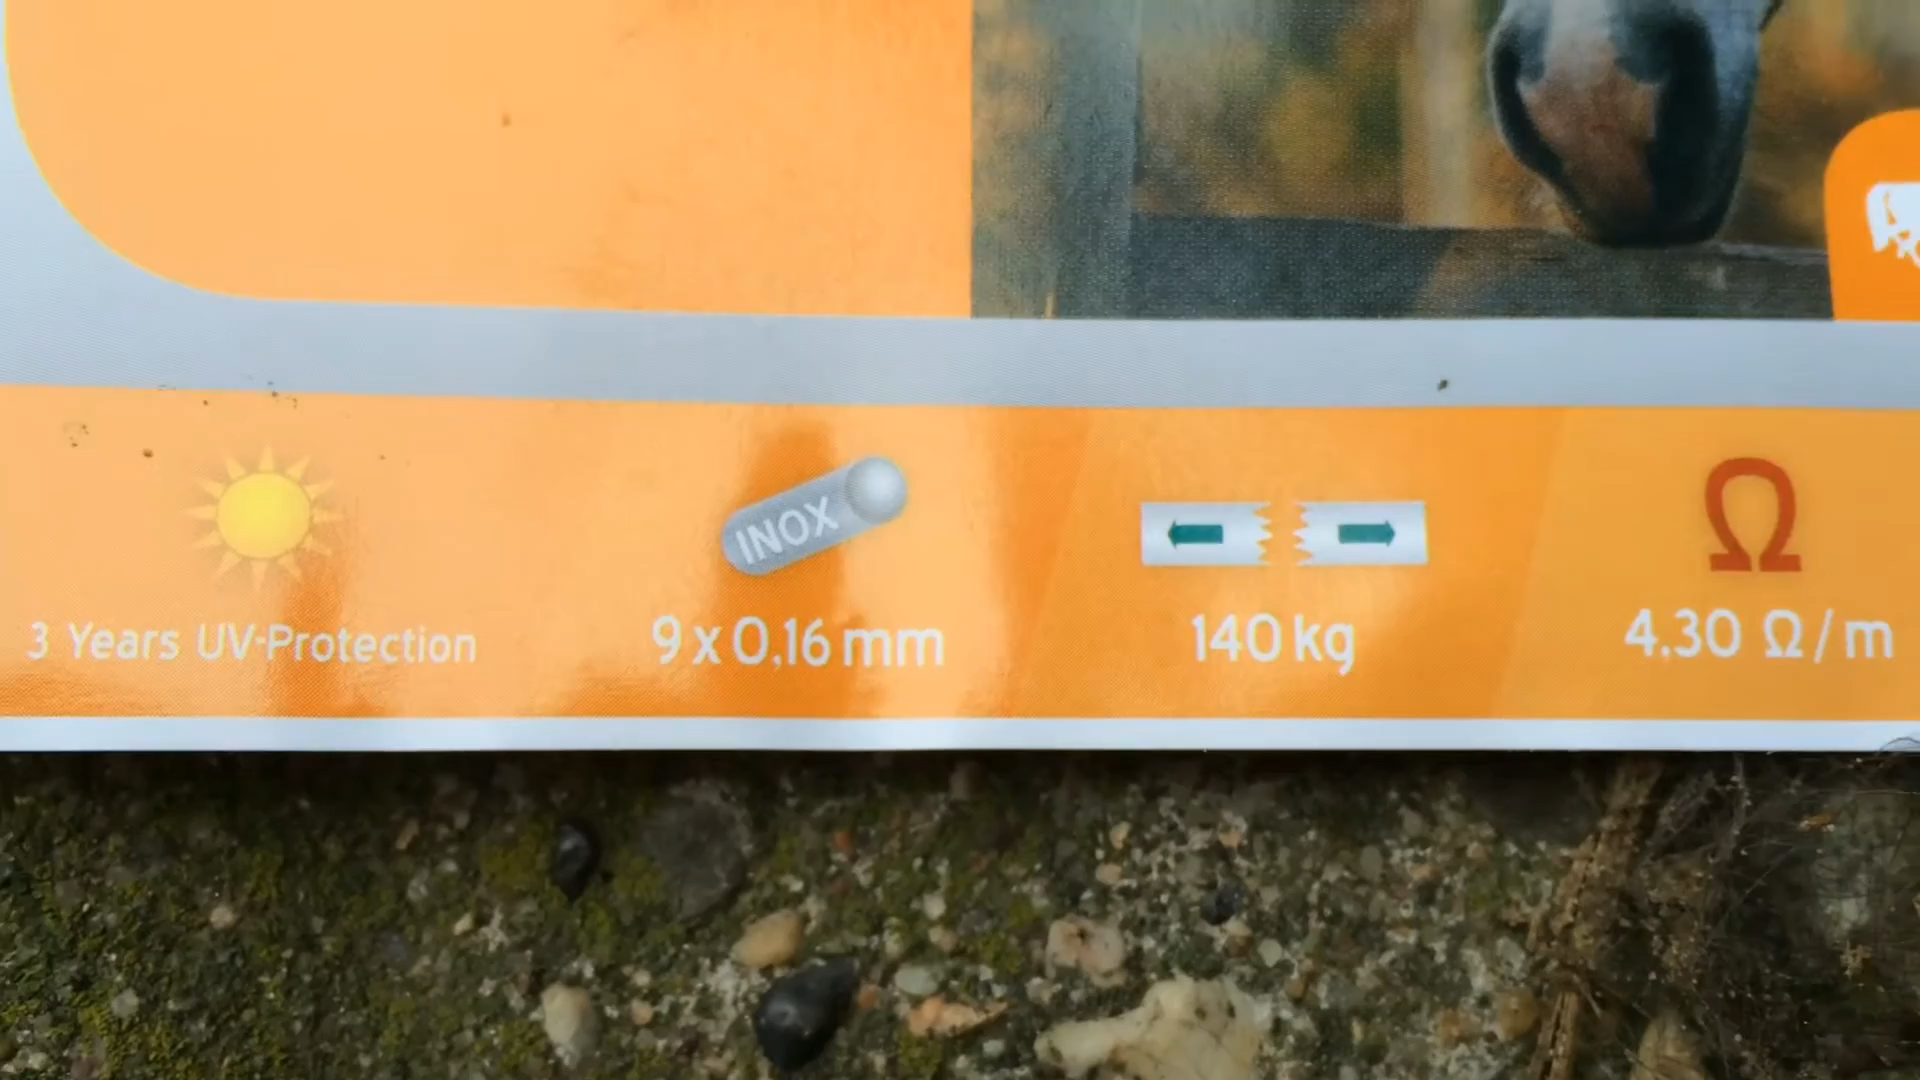 INOX
3 Years UV-Protection
9 x 0,16 mm
140 kg
Ω
4.30 Ω/m